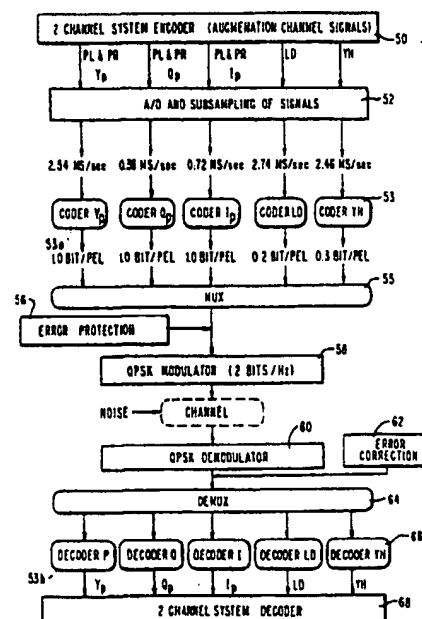 2 CHANNEL SYSTEM ENCODER (AUGMENATION CHANNEL SIGNALS)
50
PL & PR PL & PR PL & PR LD YH
Yp Qp Ip
A/D AND SUBSAMPLING OF SIGNALS
52
2.54 MS/sec 0.38 MS/sec 0.72 MS/sec 2.74 MS/sec 2.46 MS/sec
53
CODER Yp CODER Qp CODER Ip CODER LD CODER YH
53a'
1.0 BIT/PEL 1.0 BIT/PEL 1.0 BIT/PEL 0.2 BIT/PEL 0.3 BIT/PEL
55
MUX
56
ERROR PROTECTION
58
QPSK MODULATOR (2 BITS/Hz)
NOISE CHANNEL
60
62
QPSK DEMODULATOR
ERROR CORRECTION
DEMUX
64
DECODER P DECODER Q DECODER I DECODER LD DECODER YH
53b'
Yp Qp Ip LD YH
2 CHANNEL SYSTEM DECODER
68